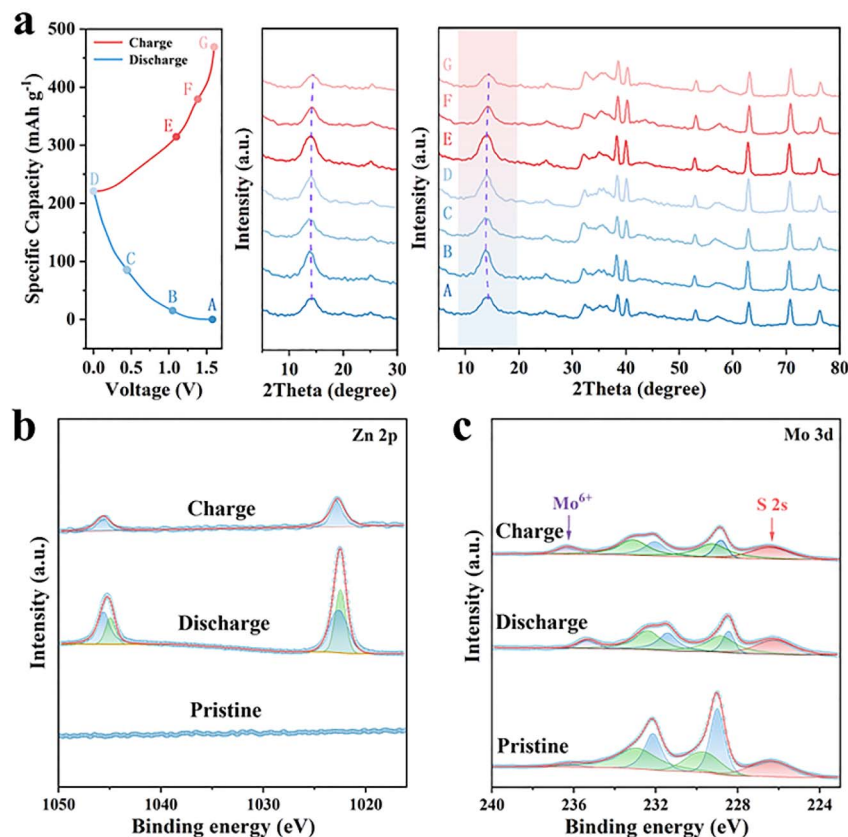 a
500
400
300
200
100
0
Specific Capacity (mAh g⁻¹)
Charge
Discharge
G
F
E
D
C
B
A
0.0 0.5 1.0 1.5
Voltage (V)
Intensity (a.u.)
5 10 20 30
2Theta (degree)
Intensity (a.u.)
G
F
E
D
C
B
A
10 20 30 40 50 60 70 80
2Theta (degree)
b
Zn 2p
Charge
Discharge
Pristine
Intensity (a.u.)
1050 1040 1030 1020
Binding energy (eV)
c
Mo 3d
Mo⁶⁺
S 2s
Charge
Discharge
Pristine
Intensity (a.u.)
240 236 232 228 224
Binding energy (eV)